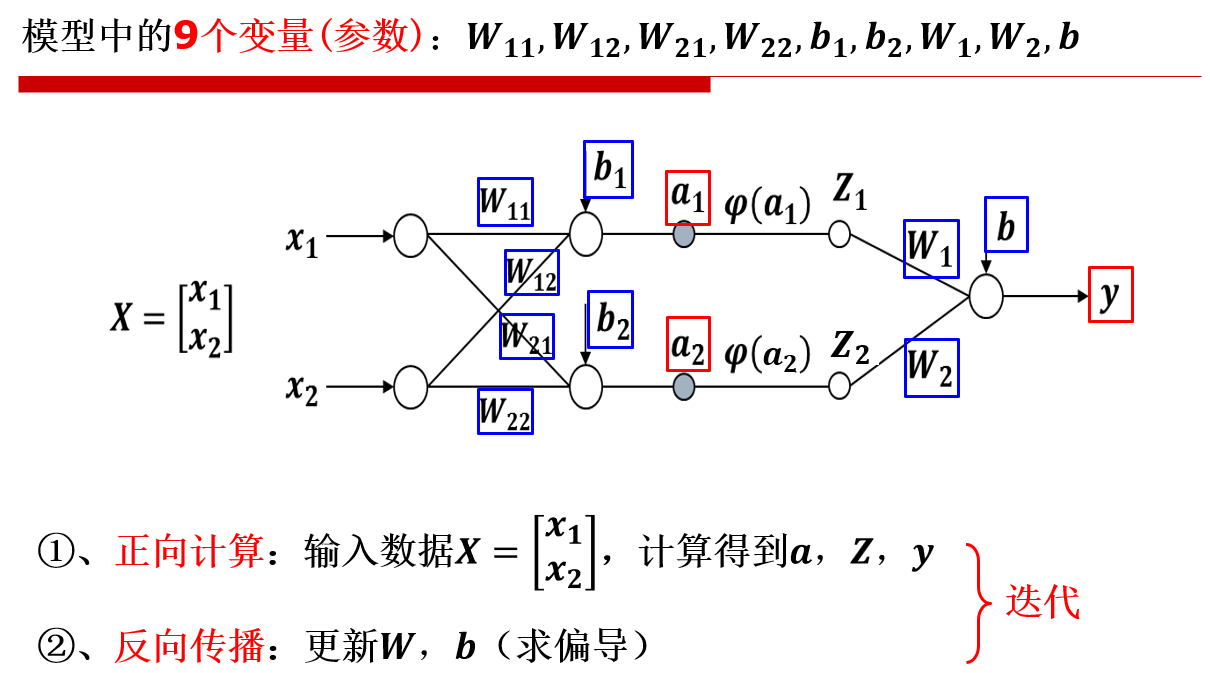 模型中的9个变量(参数)：W₁₁, W₁₂, W₂₁, W₂₂, b₁, b₂, W₁, W₂, b
b₁
W₁₁
a₁
φ(a₁)
Z₁
x₁
W₁
b
W₁₂
X = [x₁ x₂]
W₂₁
b₂
y
a₂
φ(a₂)
Z₂
W₂
x₂
W₂₂
①、正向计算：输入数据X = [x₁ x₂]，计算得到a，Z，y
迭代
②、反向传播：更新W，b（求偏导）